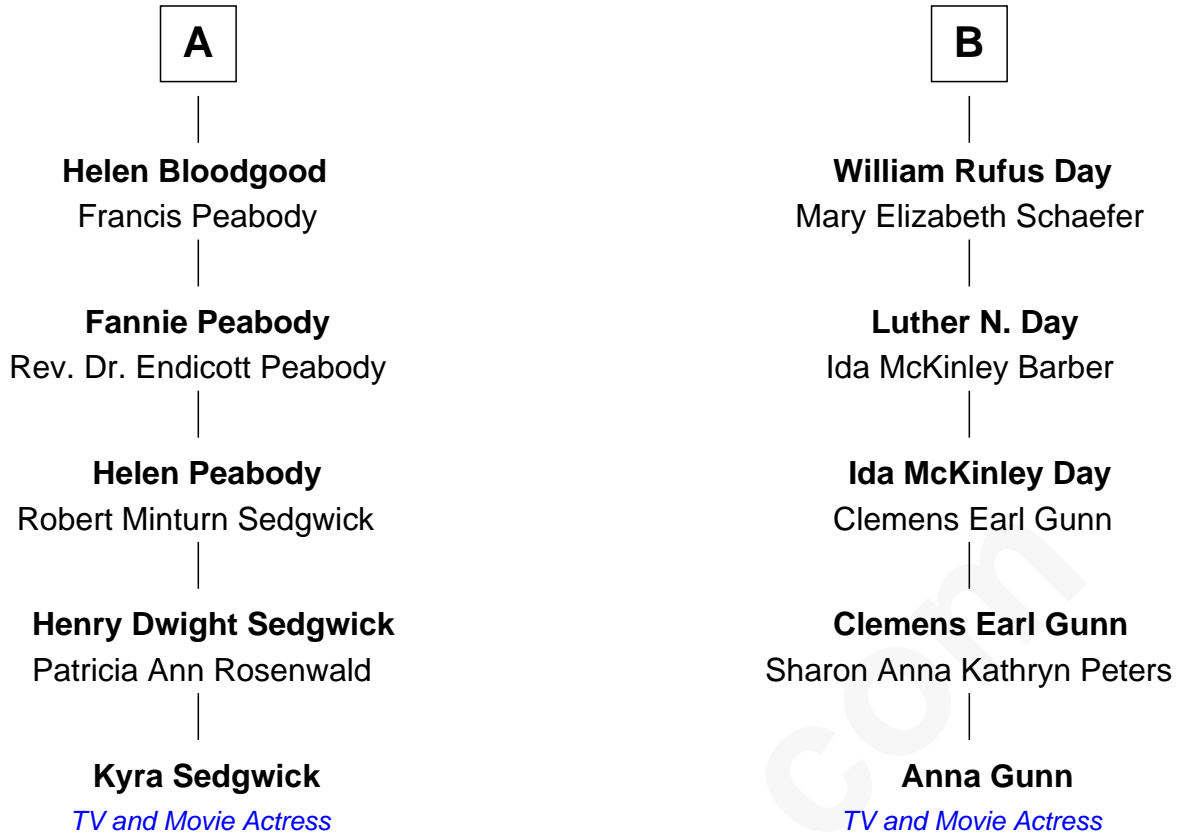 A
Helen Bloodgood
Francis Peabody
Fannie Peabody
Rev. Dr. Endicott Peabody
Helen Peabody
Robert Minturn Sedgwick
Henry Dwight Sedgwick
Patricia Ann Rosenwald
Kyra Sedgwick
TV and Movie Actress
B
William Rufus Day
Mary Elizabeth Schaefer
Luther N. Day
Ida McKinley Barber
Ida McKinley Day
Clemens Earl Gunn
Clemens Earl Gunn
Sharon Anna Kathryn Peters
Anna Gunn
TV and Movie Actress
com